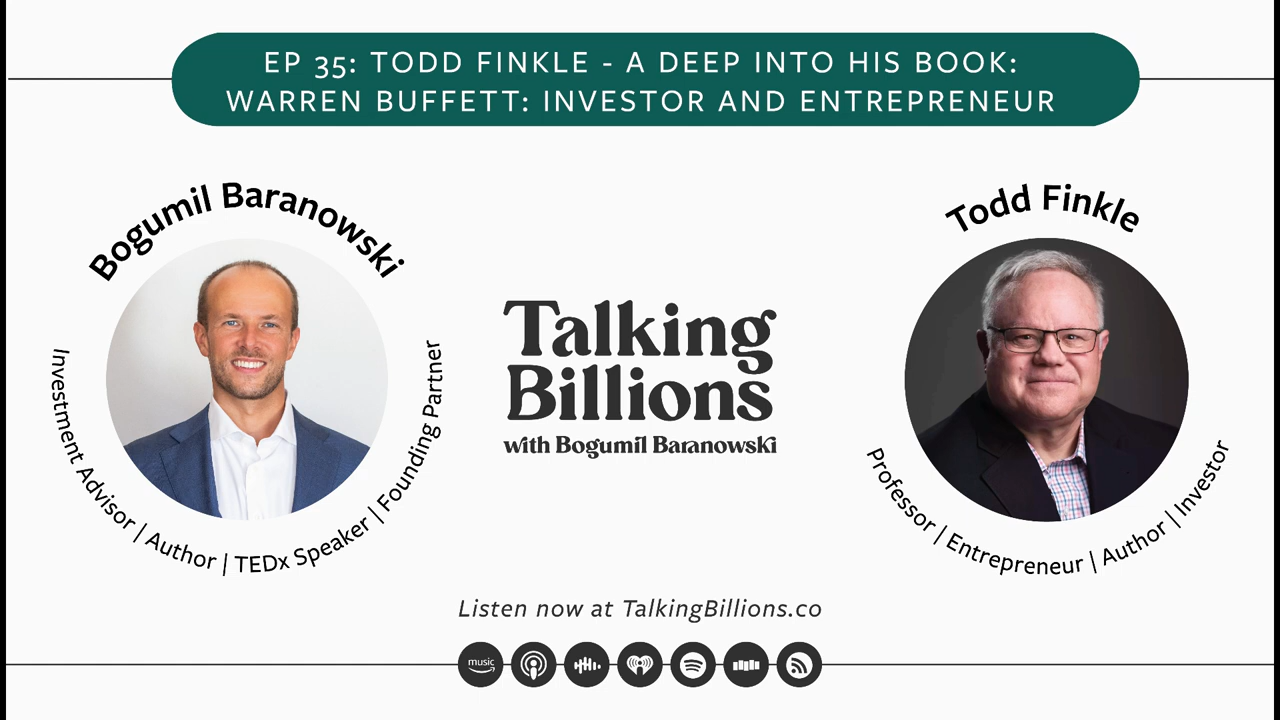 EP 35: TODD FINKLE - A DEEP INTO HIS BOOK:
WARREN BUFFETT: INVESTOR AND ENTREPRENEUR
Bogumil Baranowski
Investment Advisor | Author | TEDx Speaker | Founding Partner
Talking
Billions
with Bogumil Baranowski
Todd Finkle
Professor | Entrepreneur | Author | Investor
Listen now at TalkingBillions.co
music